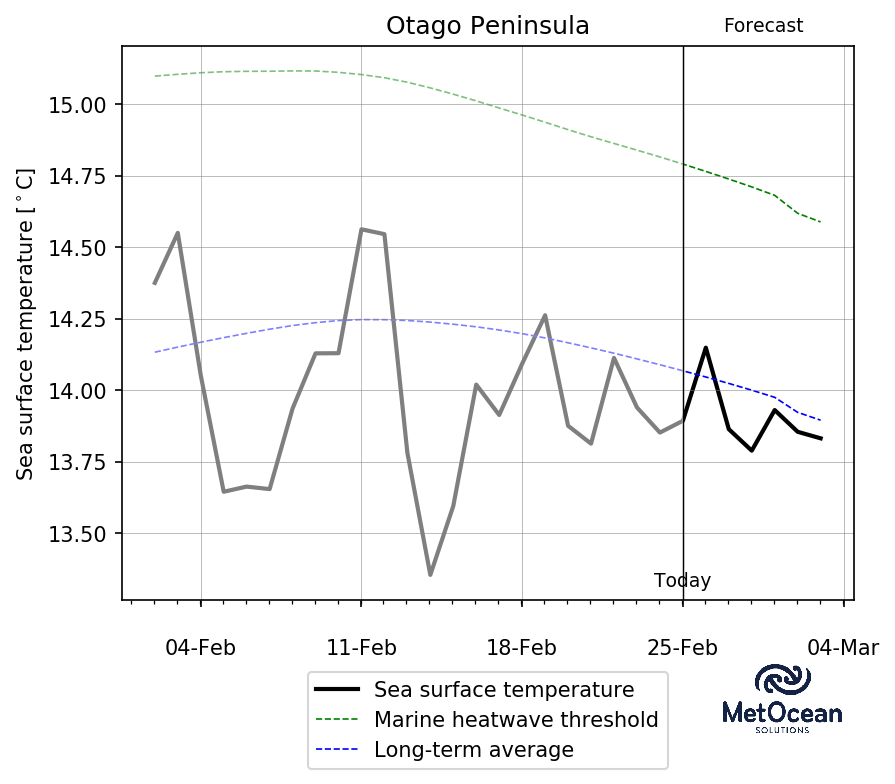 Otago Peninsula
Forecast
Sea surface temperature [°C]
15.00
14.75
14.50
14.25
14.00
13.75
13.50
Today
04-Feb
11-Feb
18-Feb
25-Feb
04-Mar
Sea surface temperature
Marine heatwave threshold
Long-term average
MetOcean
SOLUTIONS